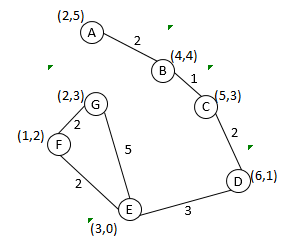 (2,5)
A
2
(4,4)
B
1
(5,3)
C
(2,3)
G
2
(1,2)
F
5
2
2
(6,1)
D
3
E
(3,0)